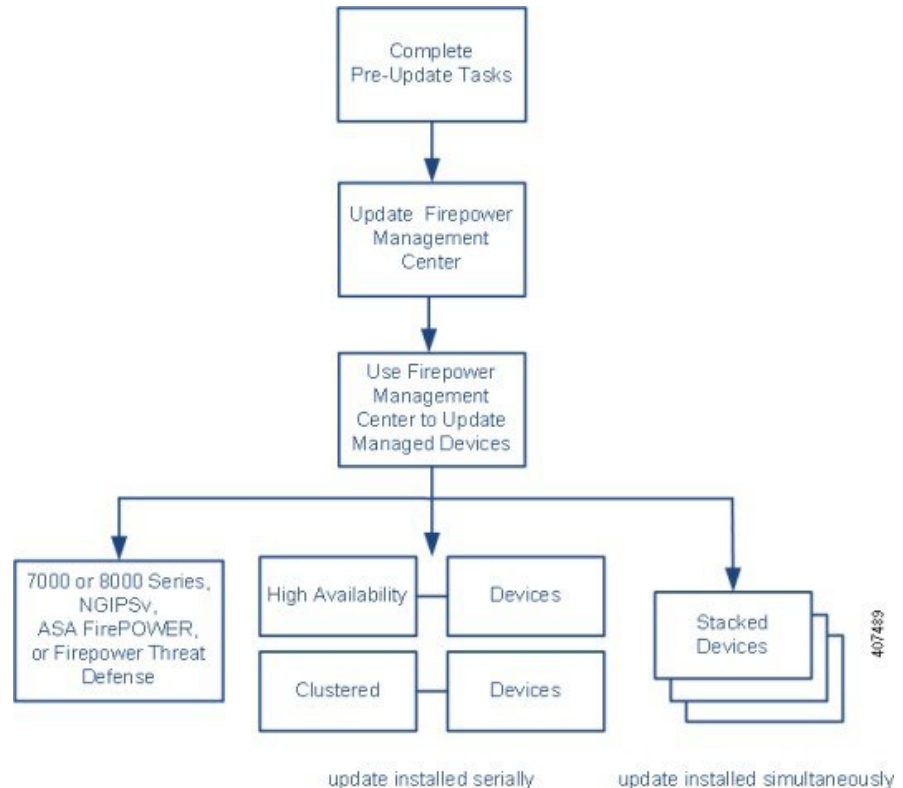 Complete
Pre-Update Tasks
Update Firepower
Management
Center
Use Firepower
Management
Center to Update
Managed Devices
7000 or 8000 Series,
NGIPSv,
ASA FirePOWER,
or Firepower Threat
Defense
High Availability
Devices
Clustered
Devices
Stacked
Devices
407489
update installed serially
update installed simultaneously